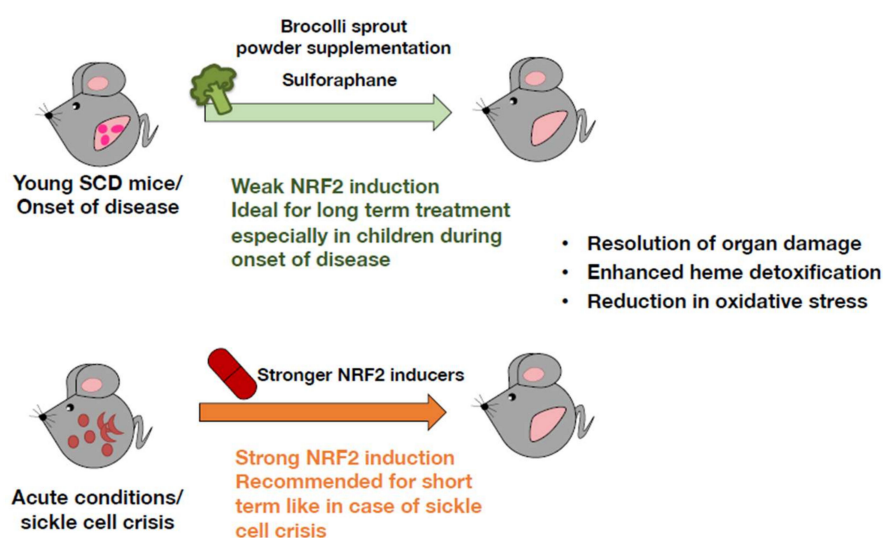 Brocolli sprout
powder supplementation
Sulforaphane
Young SCD mice/
Onset of disease
Weak NRF2 induction
Ideal for long term treatment
especially in children during
onset of disease
• Resolution of organ damage
• Enhanced heme detoxification
• Reduction in oxidative stress
Stronger NRF2 inducers
Acute conditions/
sickle cell crisis
Strong NRF2 induction
Recommended for short
term like in case of sickle
cell crisis